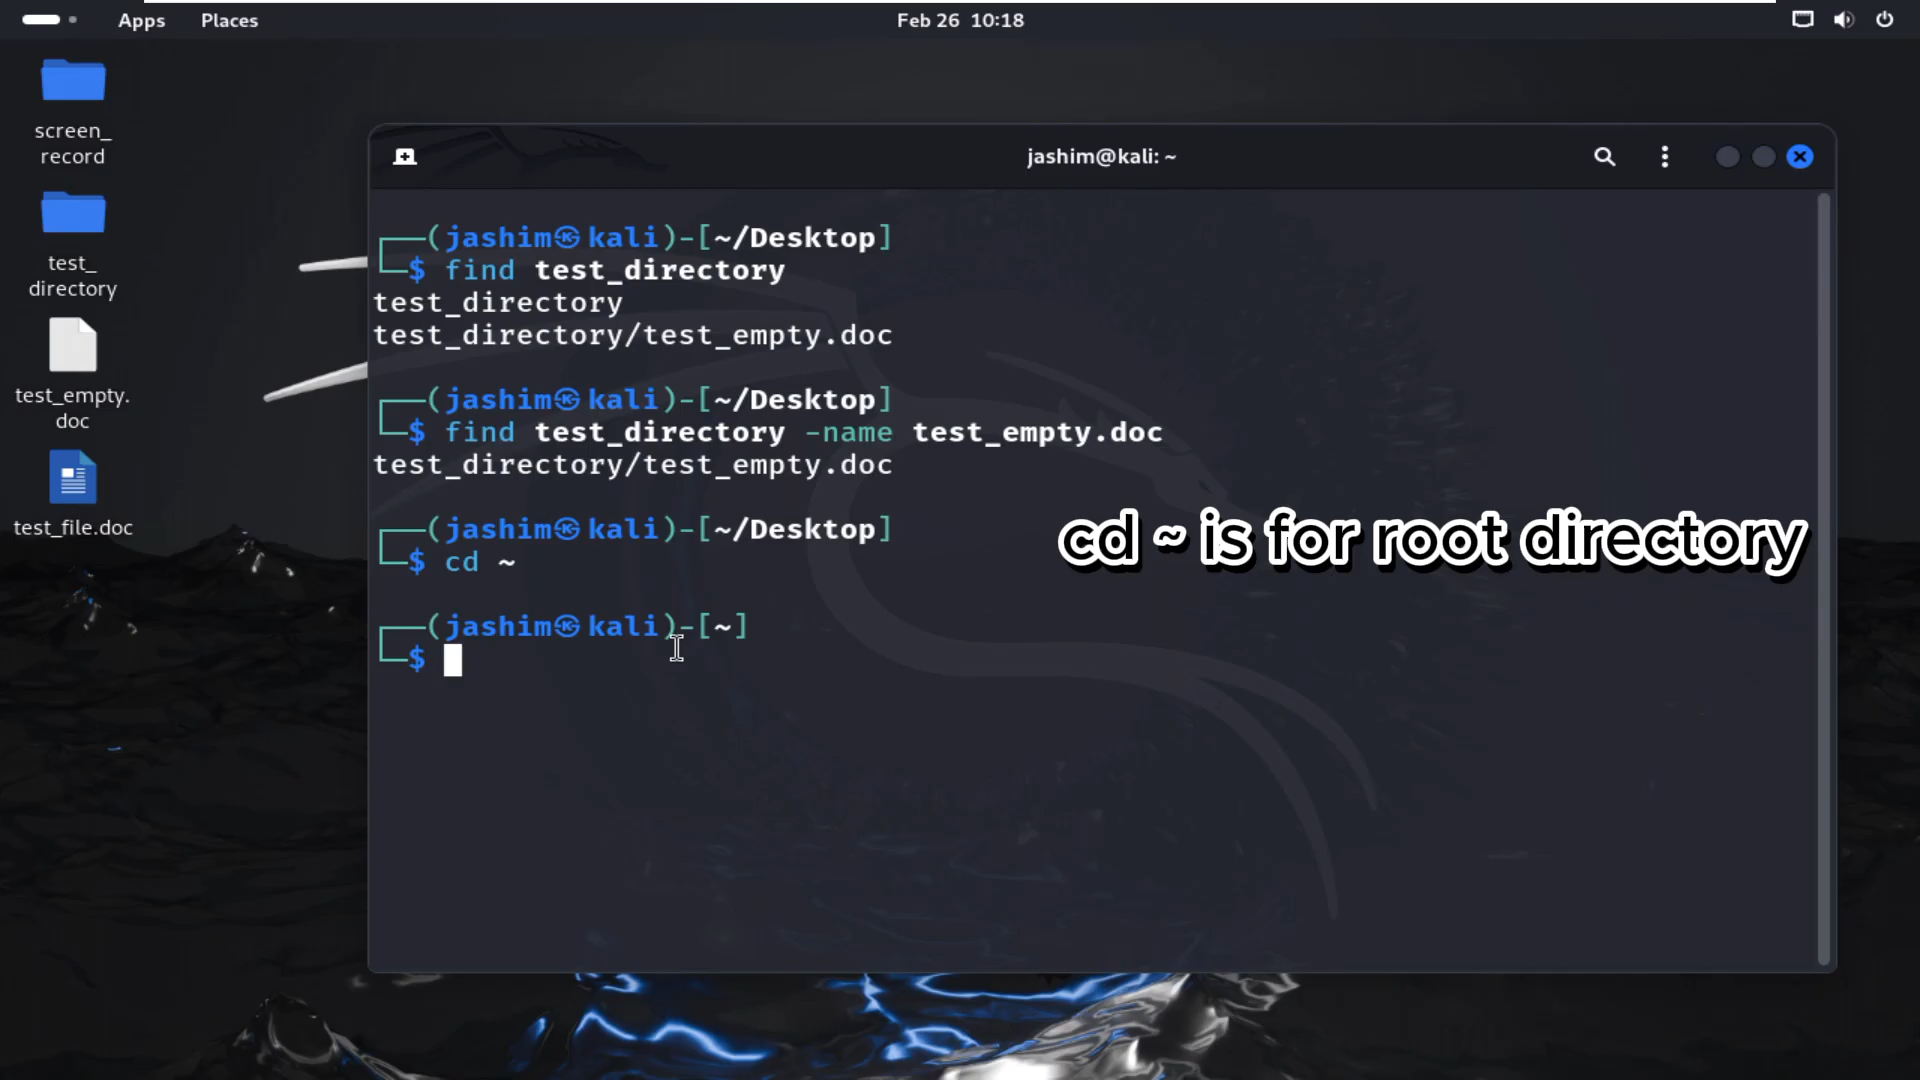 Apps Places Feb 26 10:18
screen_
record
test_
directory
test_empty.
doc
test_file.doc
jashim@kali: ~
┌──(jashim㉿kali)-[~/Desktop]
└─$ find test_directory
test_directory
test_directory/test_empty.doc
┌──(jashim㉿kali)-[~/Desktop]
└─$ find test_directory -name test_empty.doc
test_directory/test_empty.doc
┌──(jashim㉿kali)-[~/Desktop]
└─$ cd ~
┌──(jashim㉿kali)-[~]
└─$
cd ~ is for root directory